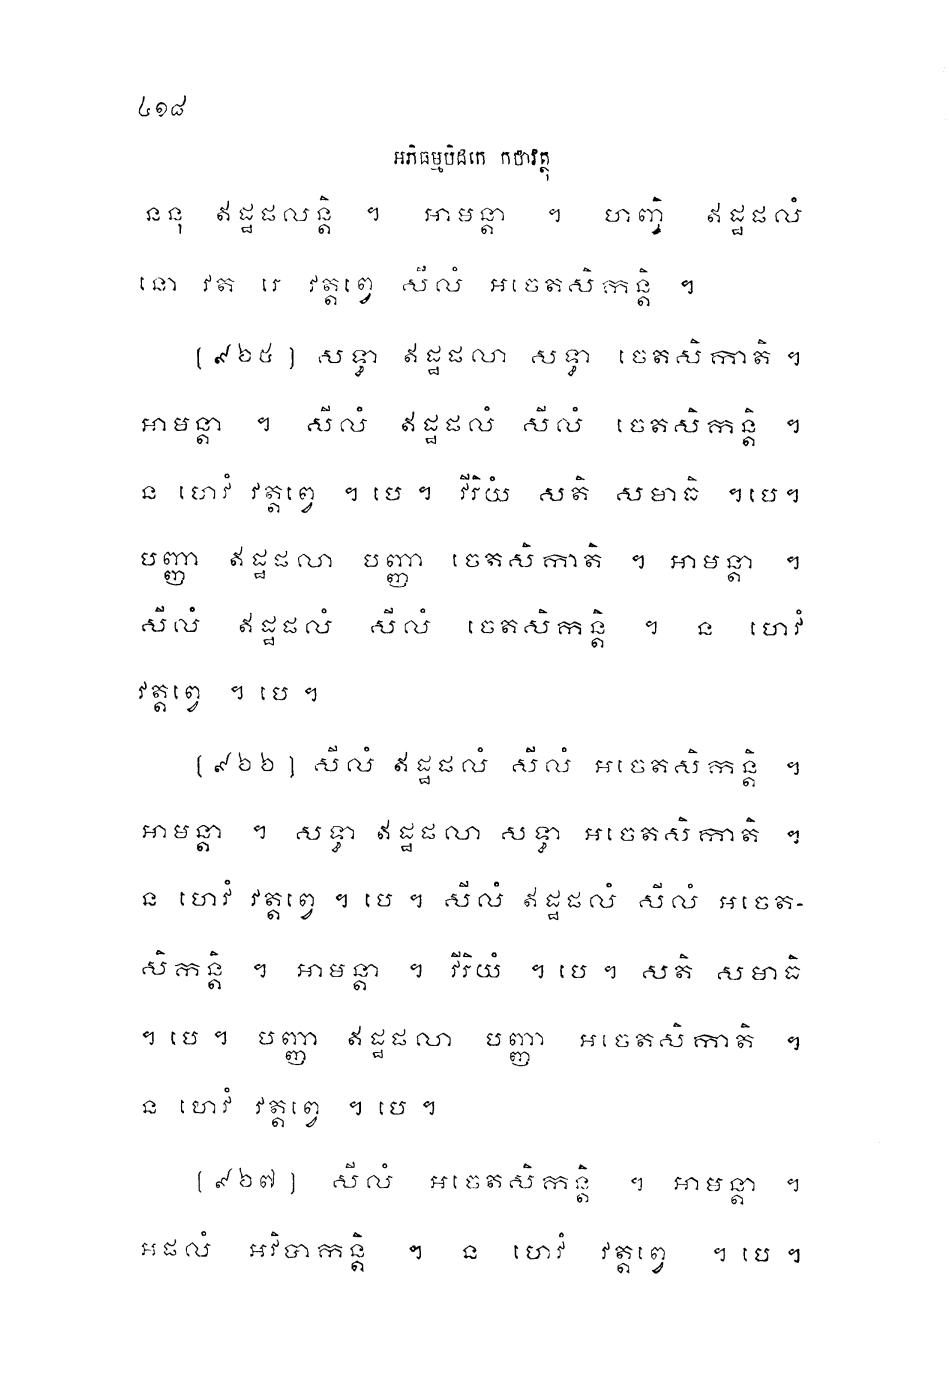 ៤១៨
អភិធម្មបិដកេ កថាវត្ថុ
ននុ ឥដ្ឋផលន្តិ ។ អាមន្តា ។ ហញ្ចិ ឥដ្ឋផលំ
នោ វត រេ វត្តព្វេ សីលំ អចេតសិកន្តិ ។
(៩២៥) សទ្ធា ឥដ្ឋផលា សទ្ធា ចេតសិកាតិ ។
អាមន្តា ។ សីលំ ឥដ្ឋផលំ សីលំ ចេតសិកន្តិ ។
ន ហេវំ វត្តព្វេ ។ បេ ។ វីរិយំ សតិ សមាធិ ។ បេ ។
បញ្ញា ឥដ្ឋផលា បញ្ញា ចេតសិកាតិ ។ អាមន្តា ។
សីលំ ឥដ្ឋផលំ សីលំ ចេតសិកន្តិ ។ ន ហេវំ
វត្តព្វេ ។ បេ ។
(៩២៦) សីលំ ឥដ្ឋផលំ សីលំ អចេតសិកន្តិ ។
អាមន្តា ។ សទ្ធា ឥដ្ឋផលា សទ្ធា អចេតសិកាតិ ។
ន ហេវំ វត្តព្វេ ។ បេ ។ សីលំ ឥដ្ឋផលំ សីលំ អចេត-
សិកន្តិ ។ អាមន្តា ។ វីរិយំ ។ បេ ។ សតិ សមាធិ
។ បេ ។ បញ្ញា ឥដ្ឋផលា បញ្ញា អចេតសិកាតិ ។
ន ហេវំ វត្តព្វេ ។ បេ ។
(៩២៧) សីលំ អចេតសិកន្តិ ។ អាមន្តា ។
អផលំ អវិបាកន្តិ ។ ន ហេវំ វត្តព្វេ ។ បេ ។